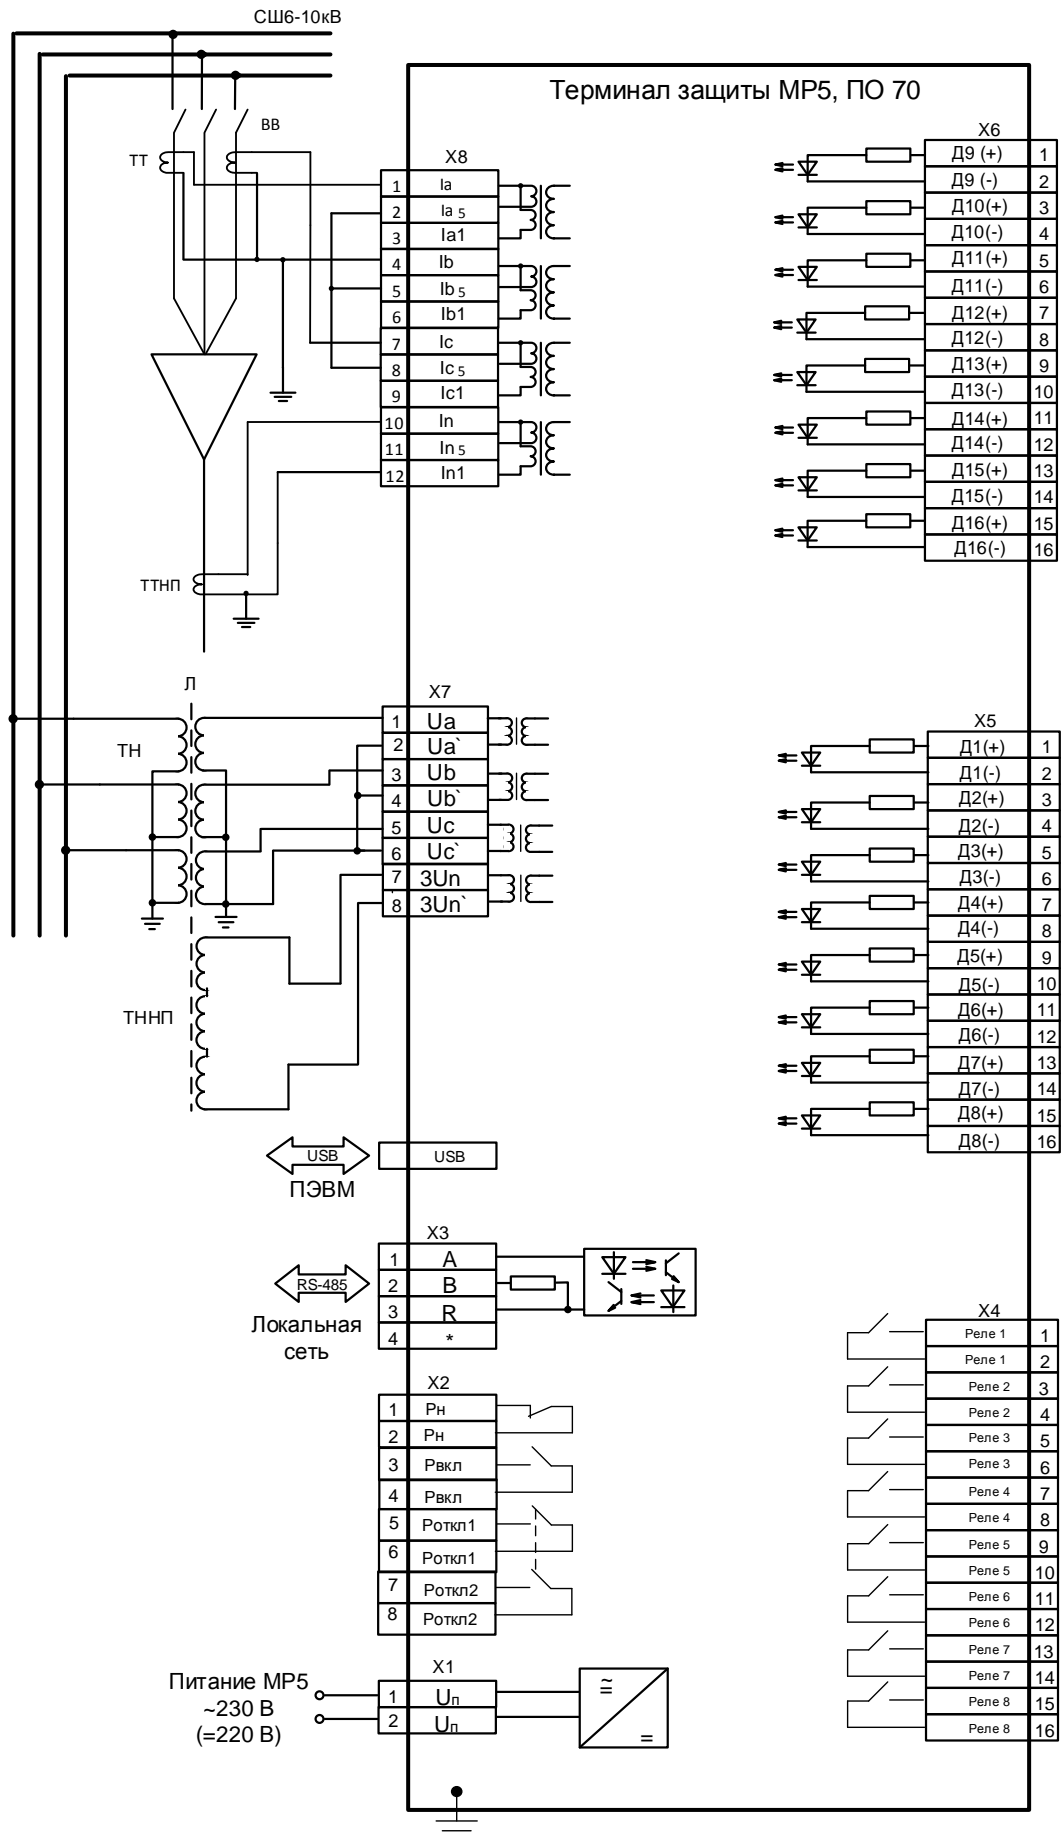 СШ6-10кВ
Терминал защиты МР5, ПО 70
ВВ
ТТ
X8
1 Ia
2 Ia 5
3 Ia1
4 Ib
5 Ib 5
6 Ib1
7 Ic
8 Ic 5
9 Ic1
10 In
11 In 5
12 In1
ТТНП
X6
Д9 (+) 1
Д9 (-) 2
Д10(+) 3
Д10(-) 4
Д11(+) 5
Д11(-) 6
Д12(+) 7
Д12(-) 8
Д13(+) 9
Д13(-) 10
Д14(+) 11
Д14(-) 12
Д15(+) 13
Д15(-) 14
Д16(+) 15
Д16(-) 16
Л
ТН
X7
1 Ua
2 Ua`
3 Ub
4 Ub`
5 Uc
6 Uc`
7 3Un
8 3Un`
ТННП
X5
Д1(+) 1
Д1(-) 2
Д2(+) 3
Д2(-) 4
Д3(+) 5
Д3(-) 6
Д4(+) 7
Д4(-) 8
Д5(+) 9
Д5(-) 10
Д6(+) 11
Д6(-) 12
Д7(+) 13
Д7(-) 14
Д8(+) 15
Д8(-) 16
USB
USB
ПЭВМ
X3
1 A
2 B
3 R
4 *
RS-485
Локальная
сеть
X2
1 Рн
2 Рн
3 Рвкл
4 Рвкл
5 Роткл1
6 Роткл1
7 Роткл2
8 Роткл2
X4
Реле 1 1
Реле 1 2
Реле 2 3
Реле 2 4
Реле 3 5
Реле 3 6
Реле 4 7
Реле 4 8
Реле 5 9
Реле 5 10
Реле 6 11
Реле 6 12
Реле 7 13
Реле 7 14
Реле 8 15
Реле 8 16
X1
1 Uп
2 Uп
Питание МР5
~230 В
(=220 В)